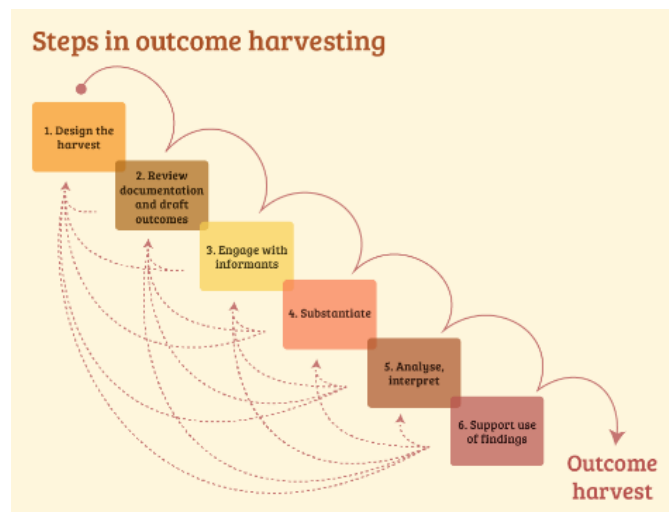 Steps in outcome harvesting
1. Design the
harvest
2. Review
documentation
and draft
outcomes
3. Engage with
informants
4. Substantiate
5. Analyse,
interpret
6. Support use
of findings
Outcome
harvest